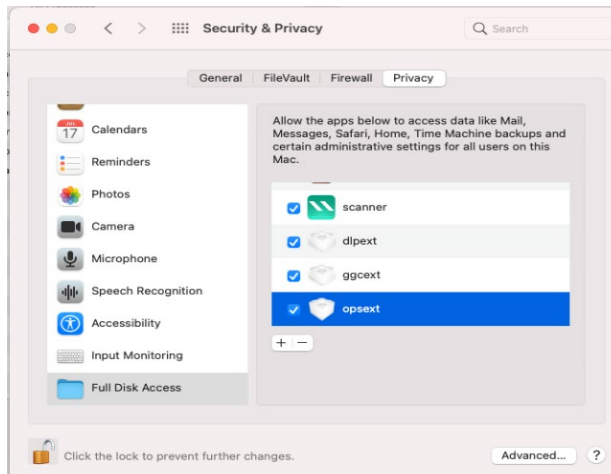 Security & Privacy
Search
General
FileVault
Firewall
Privacy
JUL
17
Calendars
Reminders
Photos
Camera
Microphone
Speech Recognition
Accessibility
Input Monitoring
Full Disk Access
Allow the apps below to access data like Mail,
Messages, Safari, Home, Time Machine backups and
certain administrative settings for all users on this
Mac.
scanner
dlpext
ggcext
opsext
+ −
Click the lock to prevent further changes.
Advanced...
?